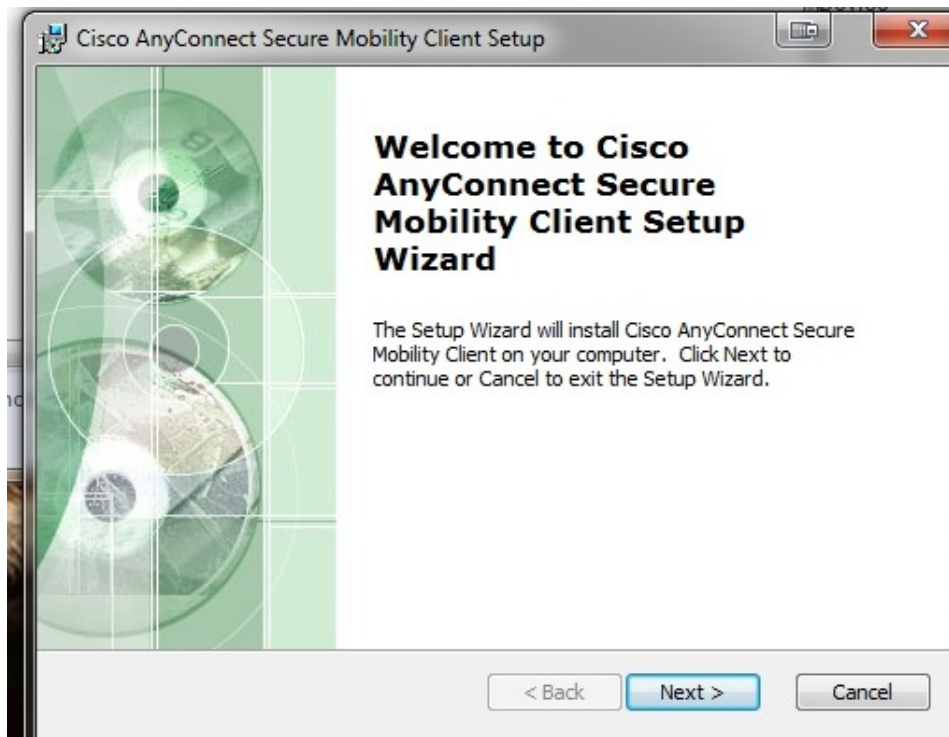 Cisco AnyConnect Secure Mobility Client Setup
Welcome to Cisco
AnyConnect Secure
Mobility Client Setup
Wizard
The Setup Wizard will install Cisco AnyConnect Secure
Mobility Client on your computer. Click Next to
continue or Cancel to exit the Setup Wizard.
< Back
Next >
Cancel